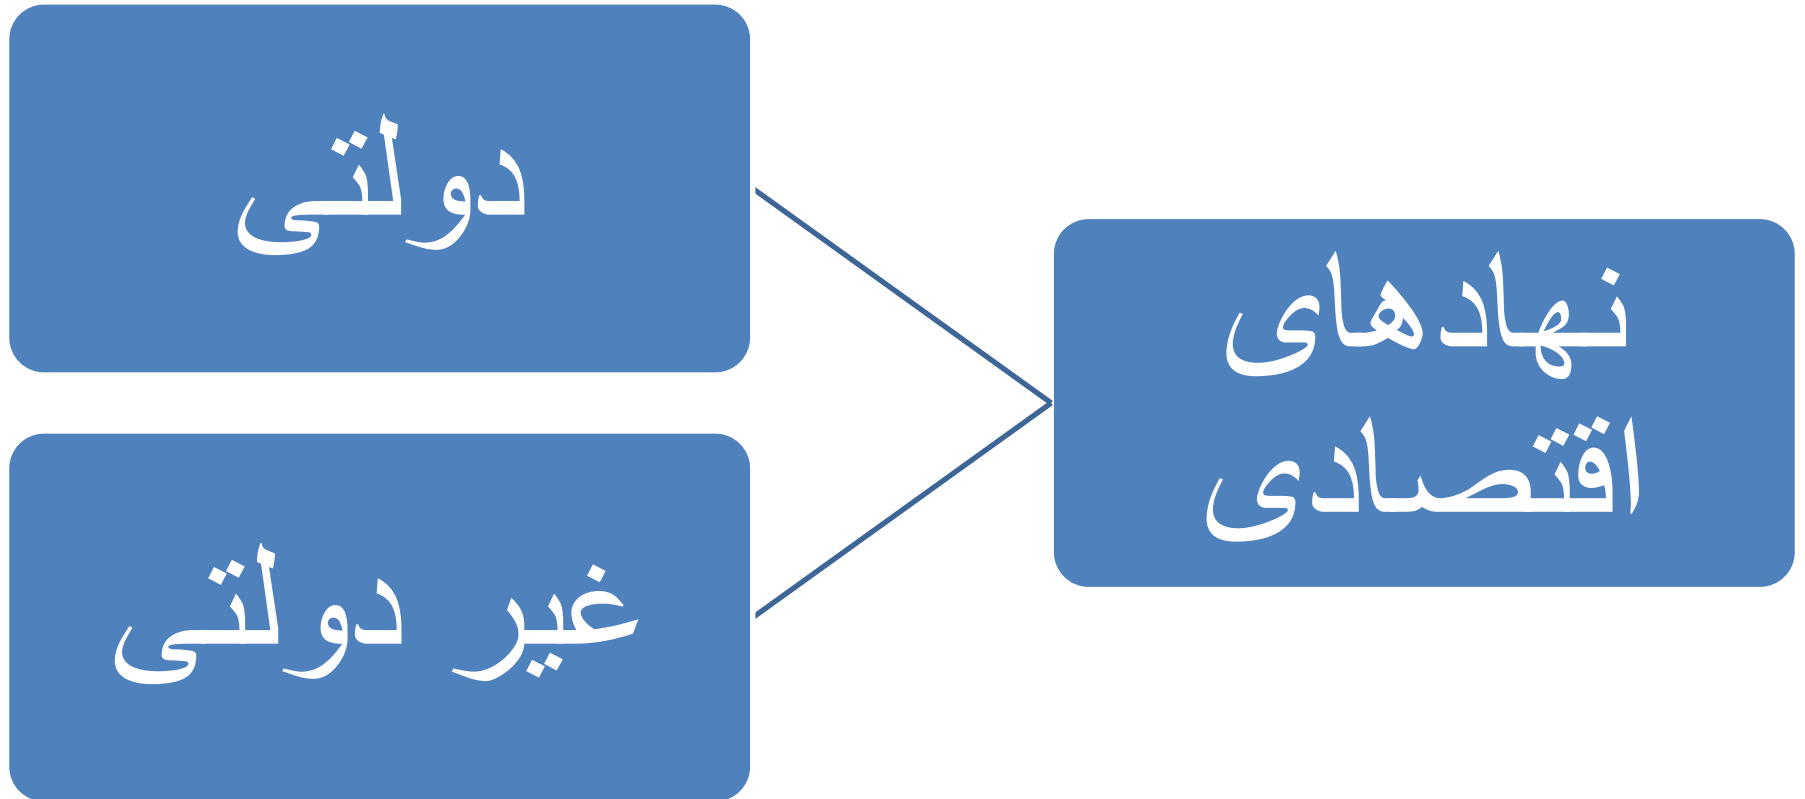 نهادهای
اقتصادی
دولتی
غیر دولتی